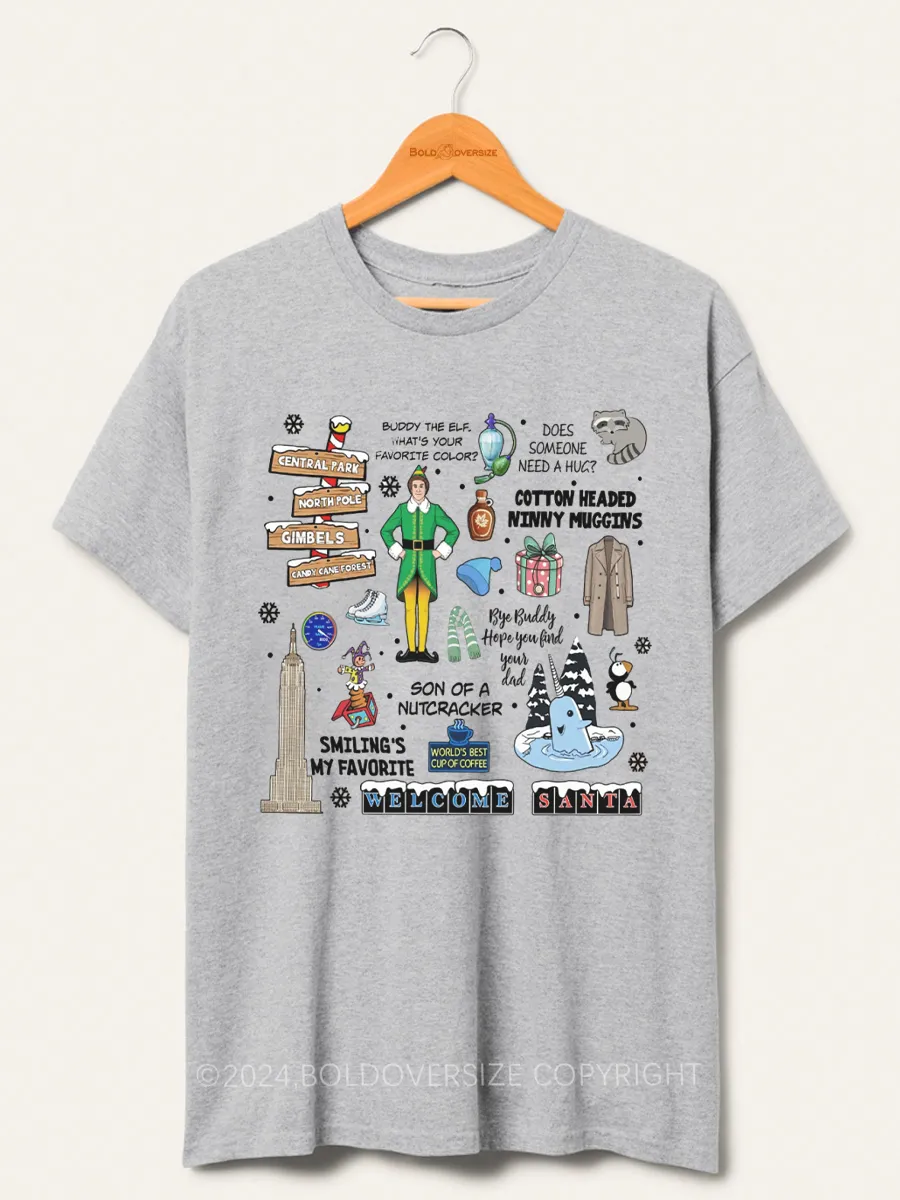 BOLD OVERSIZE
CENTRAL PARK
NORTH POLE
GIMBELS
CANDY CANE FOREST
BUDDY THE ELF.
WHAT'S YOUR
FAVORITE COLOR?
DOES
SOMEONE
NEED A HUG?
COTTON HEADED
NINNY MUGGINS
Bye Buddy
Hope you find
your
dad
SON OF A
NUTCRACKER
SMILING'S
MY FAVORITE
WORLD'S BEST
CUP OF COFFEE
WELCOME SANTA
©2024,BOLDOVERSIZE COPYRIGHT